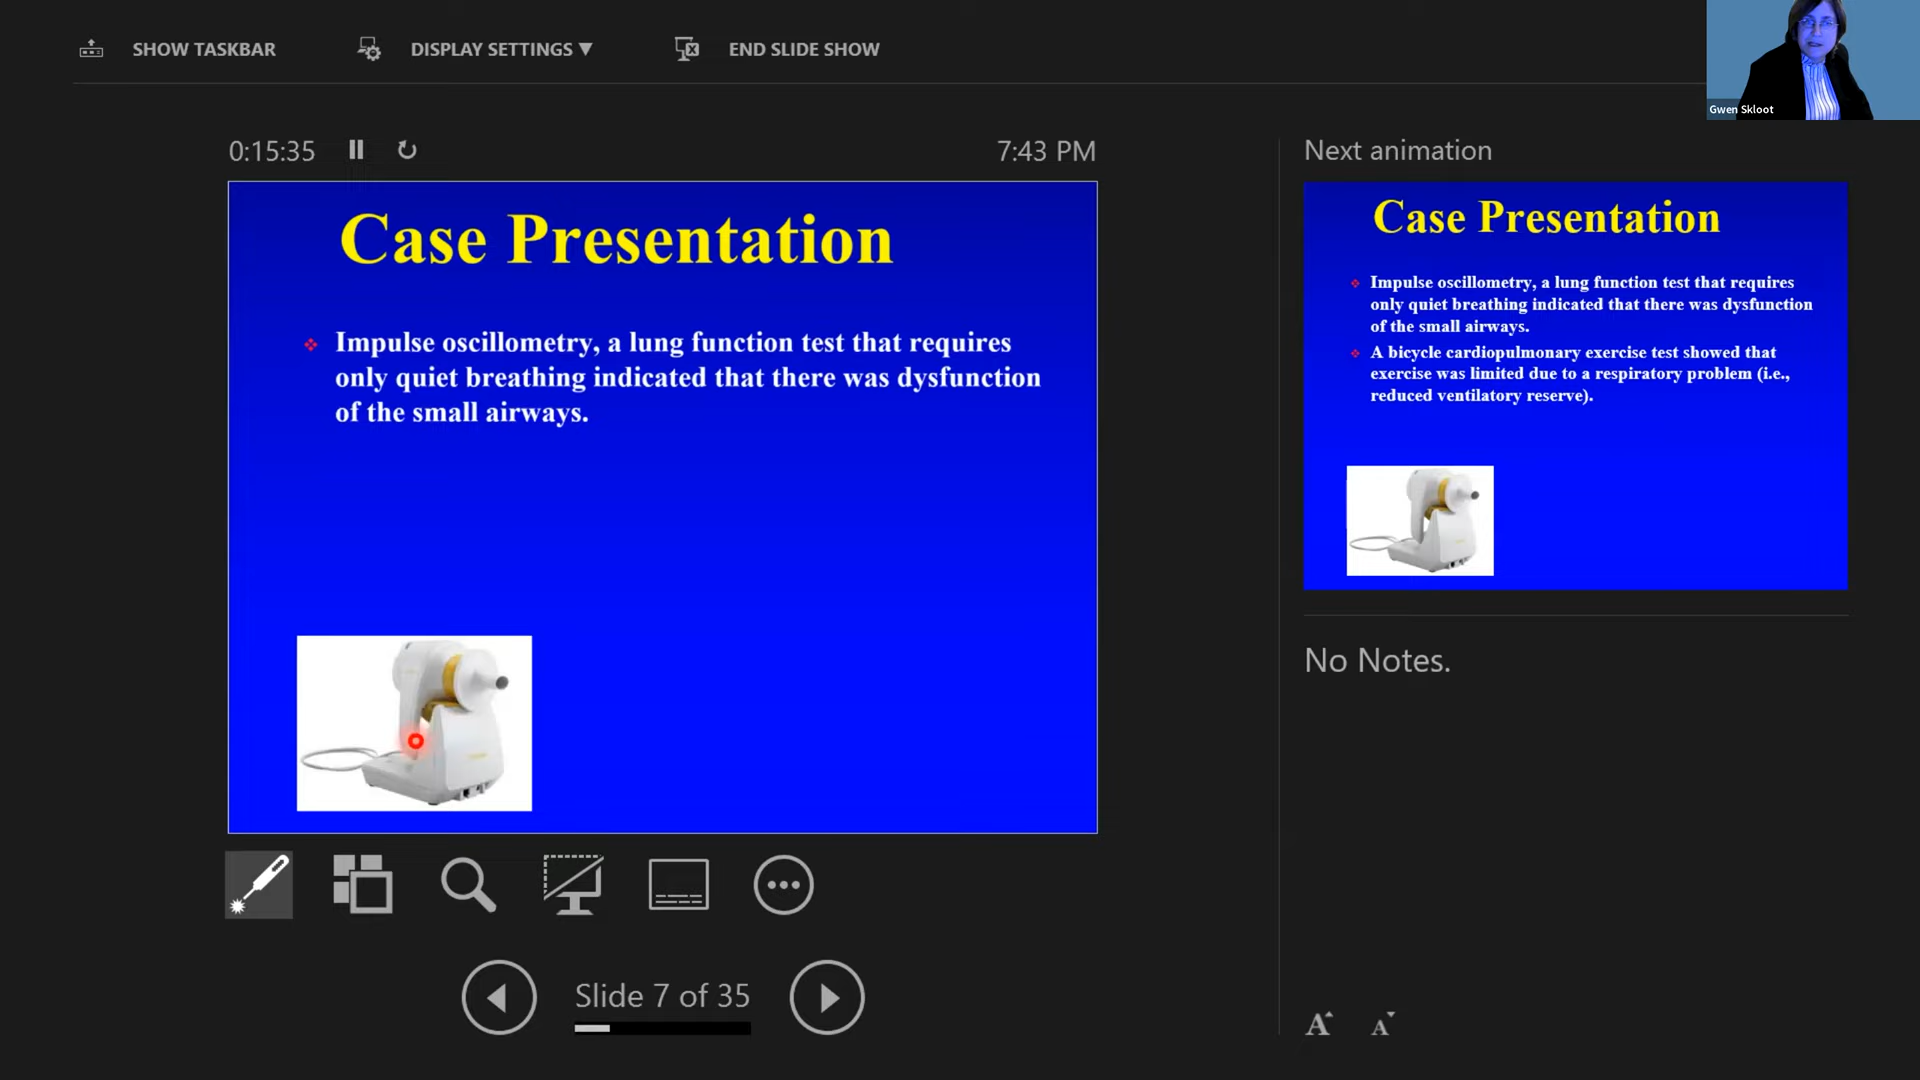 SHOW TASKBAR
DISPLAY SETTINGS ▼
END SLIDE SHOW
Gwen Skloot
0:15:35
7:43 PM
Case Presentation
Impulse oscillometry, a lung function test that requires
only quiet breathing indicated that there was dysfunction
of the small airways.
Slide 7 of 35
Next animation
Case Presentation
Impulse oscillometry, a lung function test that requires
only quiet breathing indicated that there was dysfunction
of the small airways.
A bicycle cardiopulmonary exercise test showed that
exercise was limited due to a respiratory problem (i.e.,
reduced ventilatory reserve).
No Notes.
A A